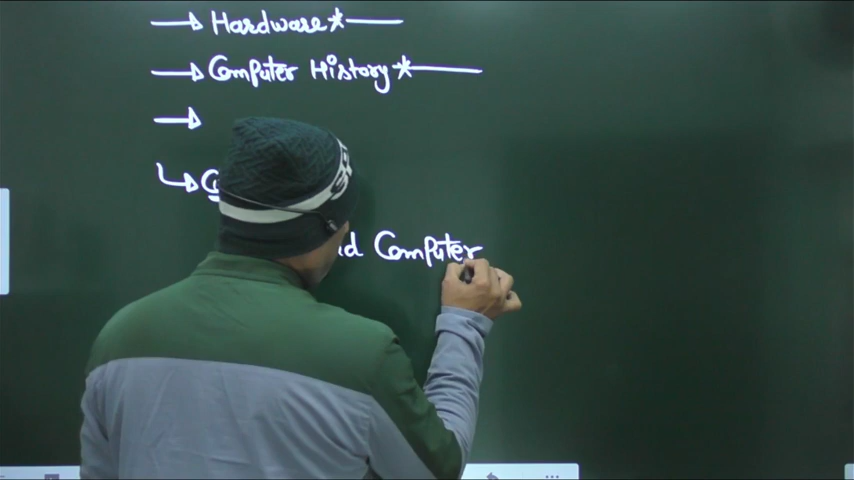 → Hardware*—
→ Computer History*—
→
↳
Computer